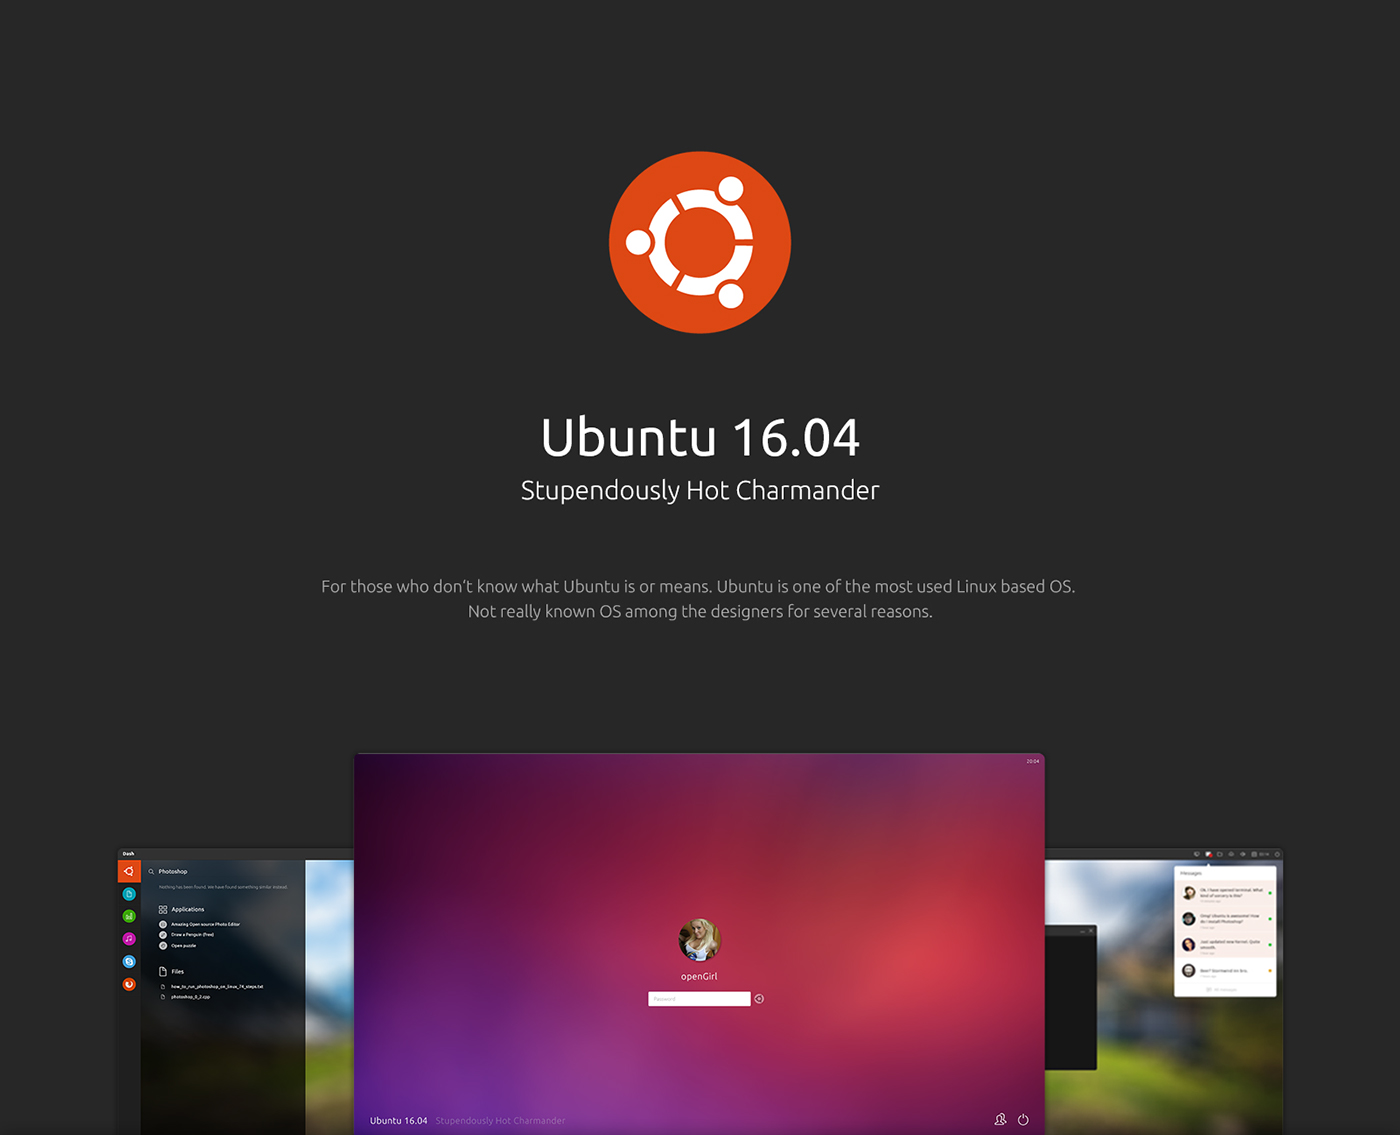 Ubuntu 16.04
Stupendously Hot Charmander
For those who don't know what Ubuntu is or means. Ubuntu is one of the most used Linux based OS.
Not really known OS among the designers for several reasons.
20:04
Dash
Photoshop
Nothing has been found. We have found something similar instead.
Applications
Amazing Open source Photo Editor
Draw a Penguin (free)
Open puzzle
Files
how_to_run_photoshop_on_linux_74_steps.txt
photoshop_0_2.cpp
openGirl
Password
Ubuntu 16.04 Stupendously Hot Charmander
Messages
Ok. I have opened terminal. What
kind of sorcery is this?
Omg! Ubuntu is awesome! How
do I install Photoshop?
Just updated new kernel. Quite
smooth.